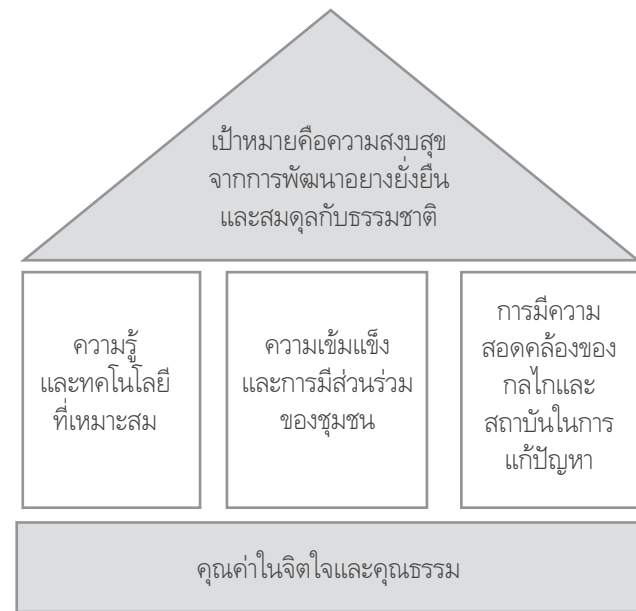 เป้าหมายคือความสงบสุข
จากการพัฒนาอย่างยั่งยืน
และสมดุลกับธรรมชาติ
ความรู้
และทคโนโลยี
ที่เหมาะสม
ความเข้มแข็ง
และการมีส่วนร่วม
ของชุมชน
การมีความ
สอดคล้องของ
กลไกและ
สถาบันในการ
แก้ปัญหา
คุณค่าในจิตใจและคุณธรรม